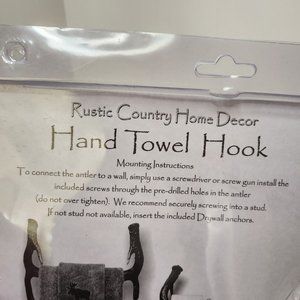 Rustic Country Home Decor
Hand Towel Hook
Mounting Instructions
To connect the antler to a wall, simply use a screwdriver or screw gun install the
included screws through the pre-drilled holes in the antler
(do not over tighten). We recommend securely screwing into a stud.
If not stud not available, insert the included Drywall anchors.